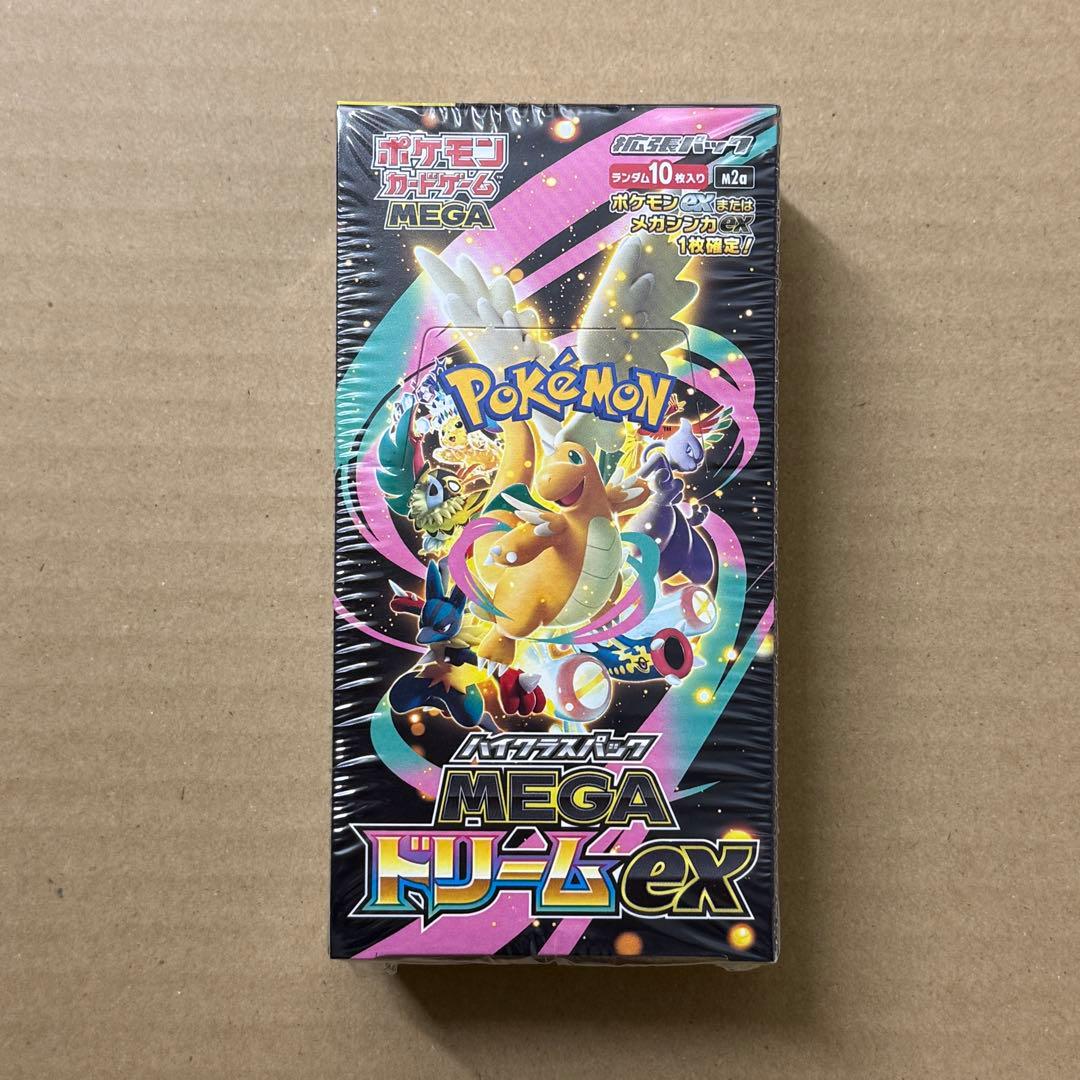 ポケモン
カードゲーム
MEGA
拡張パック
ランダム10枚入り M2a
ポケモンexまたは
メガシンカex
1枚確定!
POKéMON
TM
ハイクラスパック
MEGA
ドリームex